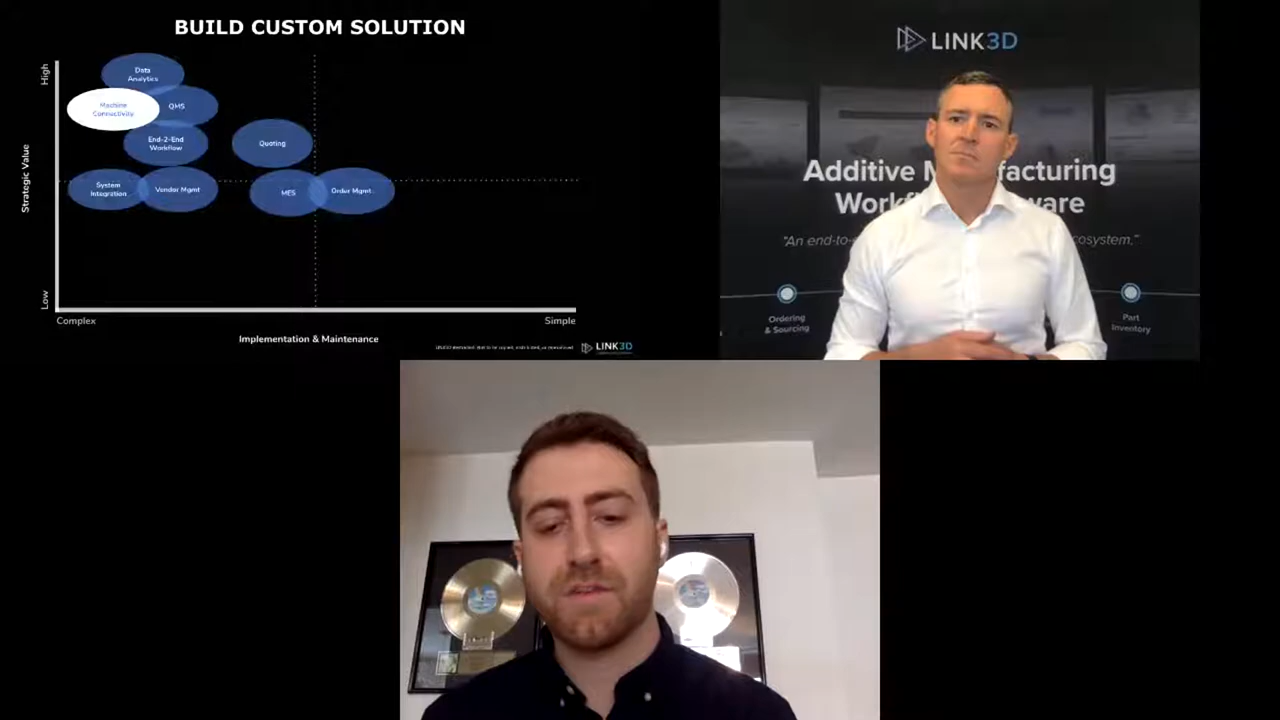 BUILD CUSTOM SOLUTION
High
Strategic Value
Low
Data
Analytics
Machine
Connectivity
QMS
End-2-End
Workflow
Quoting
System
Integration
Vendor Mgmt
MES
Order Mgmt.
Complex
Simple
Implementation & Maintenance
LINK3D
LINK3D
Additive M facturing
Workf ware
"An end-to- cosystem."
Ordering
& Sourcing
Part
Inventory